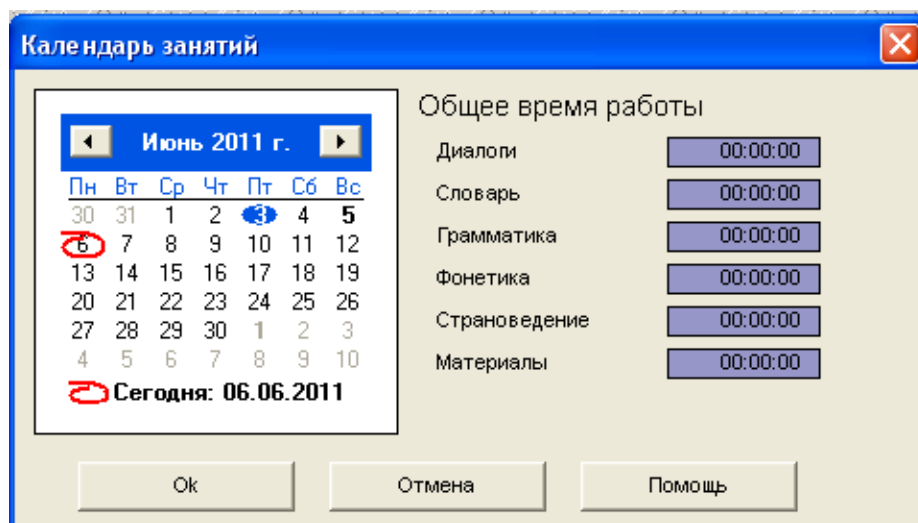 Календарь занятий
Июнь 2011 г.
Пн Вт Ср Чт Пт Сб Вс
30 31 1 2 3 4 5
6 7 8 9 10 11 12
13 14 15 16 17 18 19
20 21 22 23 24 25 26
27 28 29 30 1 2 3
4 5 6 7 8 9 10
Сегодня: 06.06.2011
Общее время работы
Диалоги 00:00:00
Словарь 00:00:00
Грамматика 00:00:00
Фонетика 00:00:00
Страноведение 00:00:00
Материалы 00:00:00
Ok Отмена Помощь